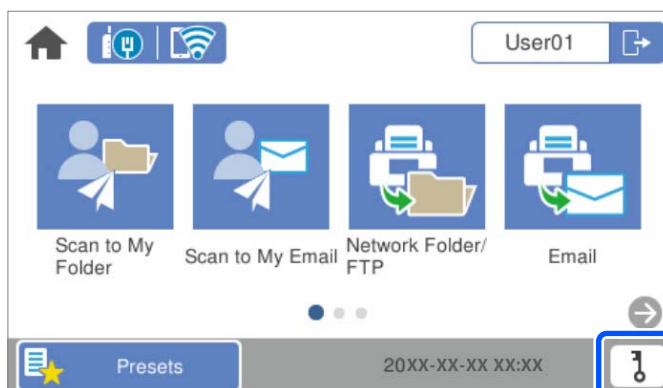 User01
Scan to My
Folder
Scan to My Email
Network Folder/
FTP
Email
Presets
20XX-XX-XX XX:XX